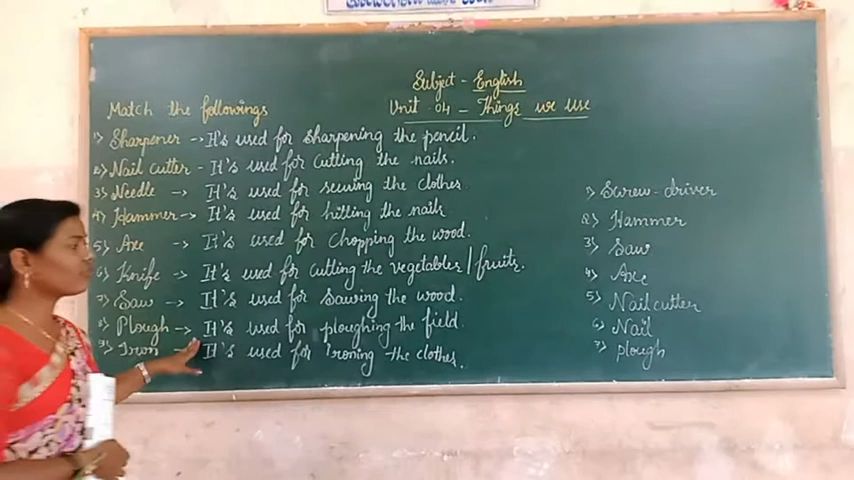 Subject - English
Unit 04 - Things we use
Match the followings
1) Sharpener -> It's used for sharpening the pencil.
2) Nail cutter - It's used for Cutting the nails.
3) Needle -> It's used for sewing the clothes.
4) Hammer -> It's used for hitting the nails.
5) Axe -> It's used for Chopping the wood.
6) Knife -> It's used for Cutting the vegetables / fruits.
7) Saw -> It's used for Sawing the wood.
8) Plough -> It's used for ploughing the field.
9) Iron -> It's used for Ironing the clothes.
1) Screw - driver
2) Hammer
3) Saw
4) Axe
5) Nail cutter
6) Nail
7) plough